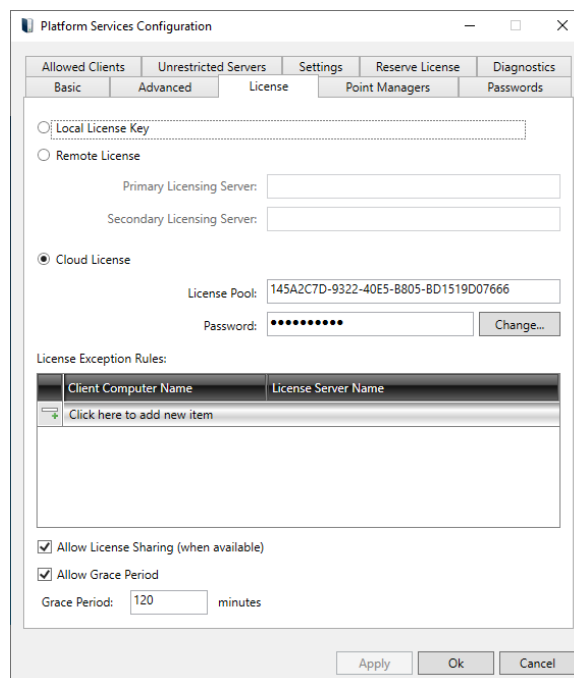 Platform Services Configuration
Allowed Clients Unrestricted Servers Settings Reserve License Diagnostics
Basic Advanced License Point Managers Passwords
Local License Key
Remote License
Primary Licensing Server:
Secondary Licensing Server:
Cloud License
License Pool: 145A2C7D-9322-40E5-B805-BD1519D07666
Password: ●●●●●●●●●● Change...
License Exception Rules:
Client Computer Name License Server Name
Click here to add new item
Allow License Sharing (when available)
Allow Grace Period
Grace Period: 120 minutes
Apply Ok Cancel